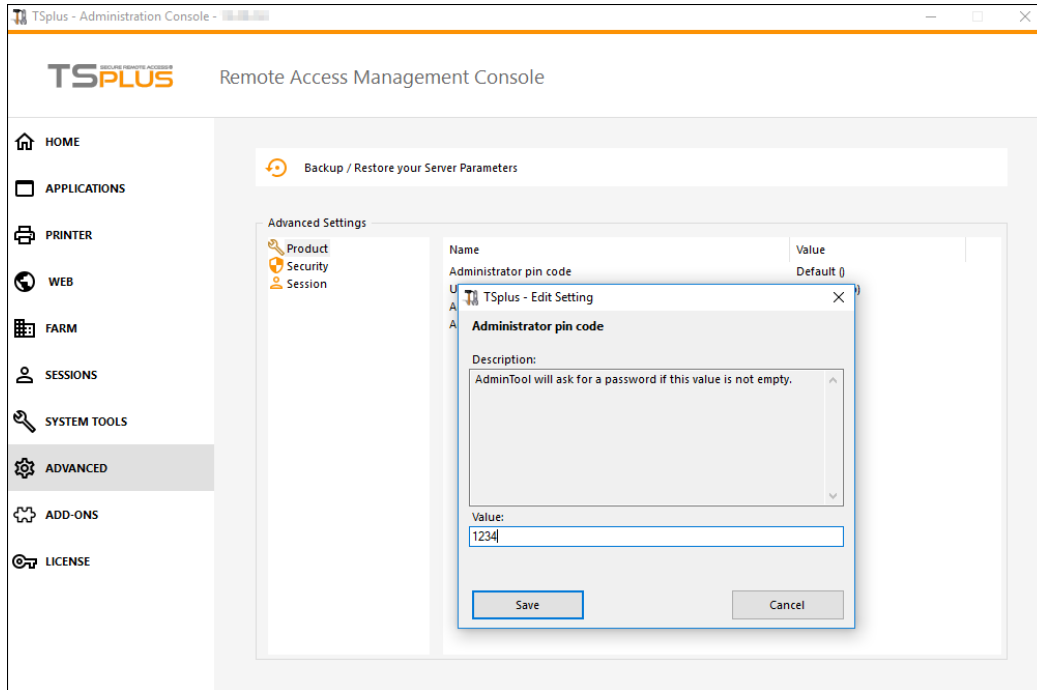 TSplus - Administration Console -
TSPLUS
SECURE REMOTE ACCESS
Remote Access Management Console
HOME
APPLICATIONS
PRINTER
WEB
FARM
SESSIONS
SYSTEM TOOLS
ADVANCED
ADD-ONS
LICENSE
Backup / Restore your Server Parameters
Advanced Settings
Product
Security
Session
Name Value
Administrator pin code Default ()
TSplus - Edit Setting
Administrator pin code
Description:
AdminTool will ask for a password if this value is not empty.
Value:
1234
Save Cancel